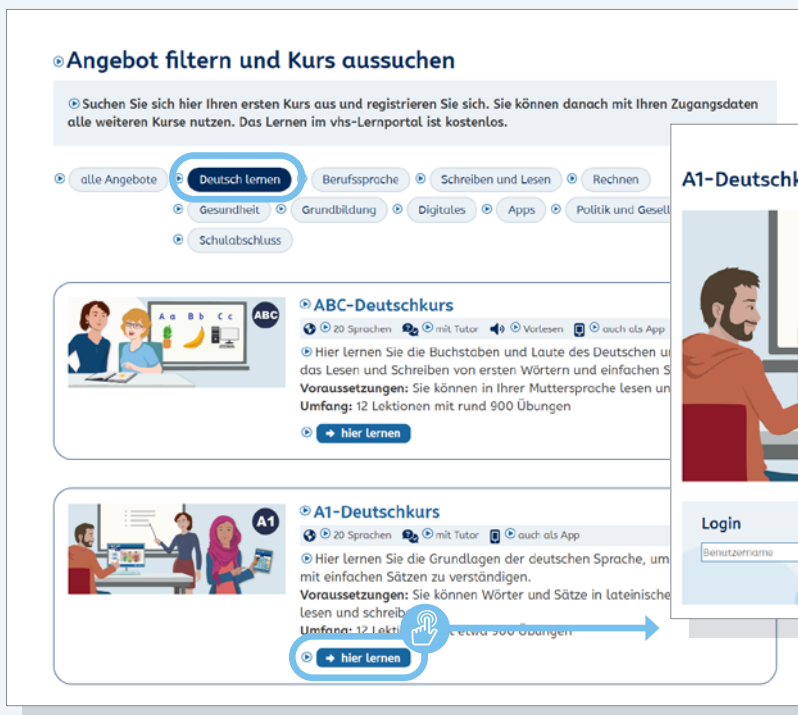 Angebot filtern und Kurs aussuchen
Suchen Sie sich hier Ihren ersten Kurs aus und registrieren Sie sich. Sie können danach mit Ihren Zugangsdaten
alle weiteren Kurse nutzen. Das Lernen im vhs-Lernportal ist kostenlos.
alle Angebote Deutsch lernen Berufssprache Schreiben und Lesen Rechnen
Gesundheit Grundbildung Digitales Apps Politik und Gesell
Schulabschluss
A a B b C c
ABC
ABC-Deutschkurs
20 Sprachen mit Tutor Vorlesen auch als App
Hier lernen Sie die Buchstaben und Laute des Deutschen
das Lesen und Schreiben von ersten Wörtern und einfachen S
Voraussetzungen: Sie können in Ihrer Muttersprache lesen un
Umfang: 12 Lektionen mit rund 900 Übungen
→ hier lernen
A1
A1-Deutschkurs
20 Sprachen mit Tutor auch als App
Hier lernen Sie die Grundlagen der deutschen Sprache, um
mit einfachen Sätzen zu verständigen.
Voraussetzungen: Sie können Wörter und Sätze in lateinische
lesen und schreib
Umfang: 12 Lekti etwa 900 Übungen
→ hier lernen
A1-Deutschk
Login
Benutzername